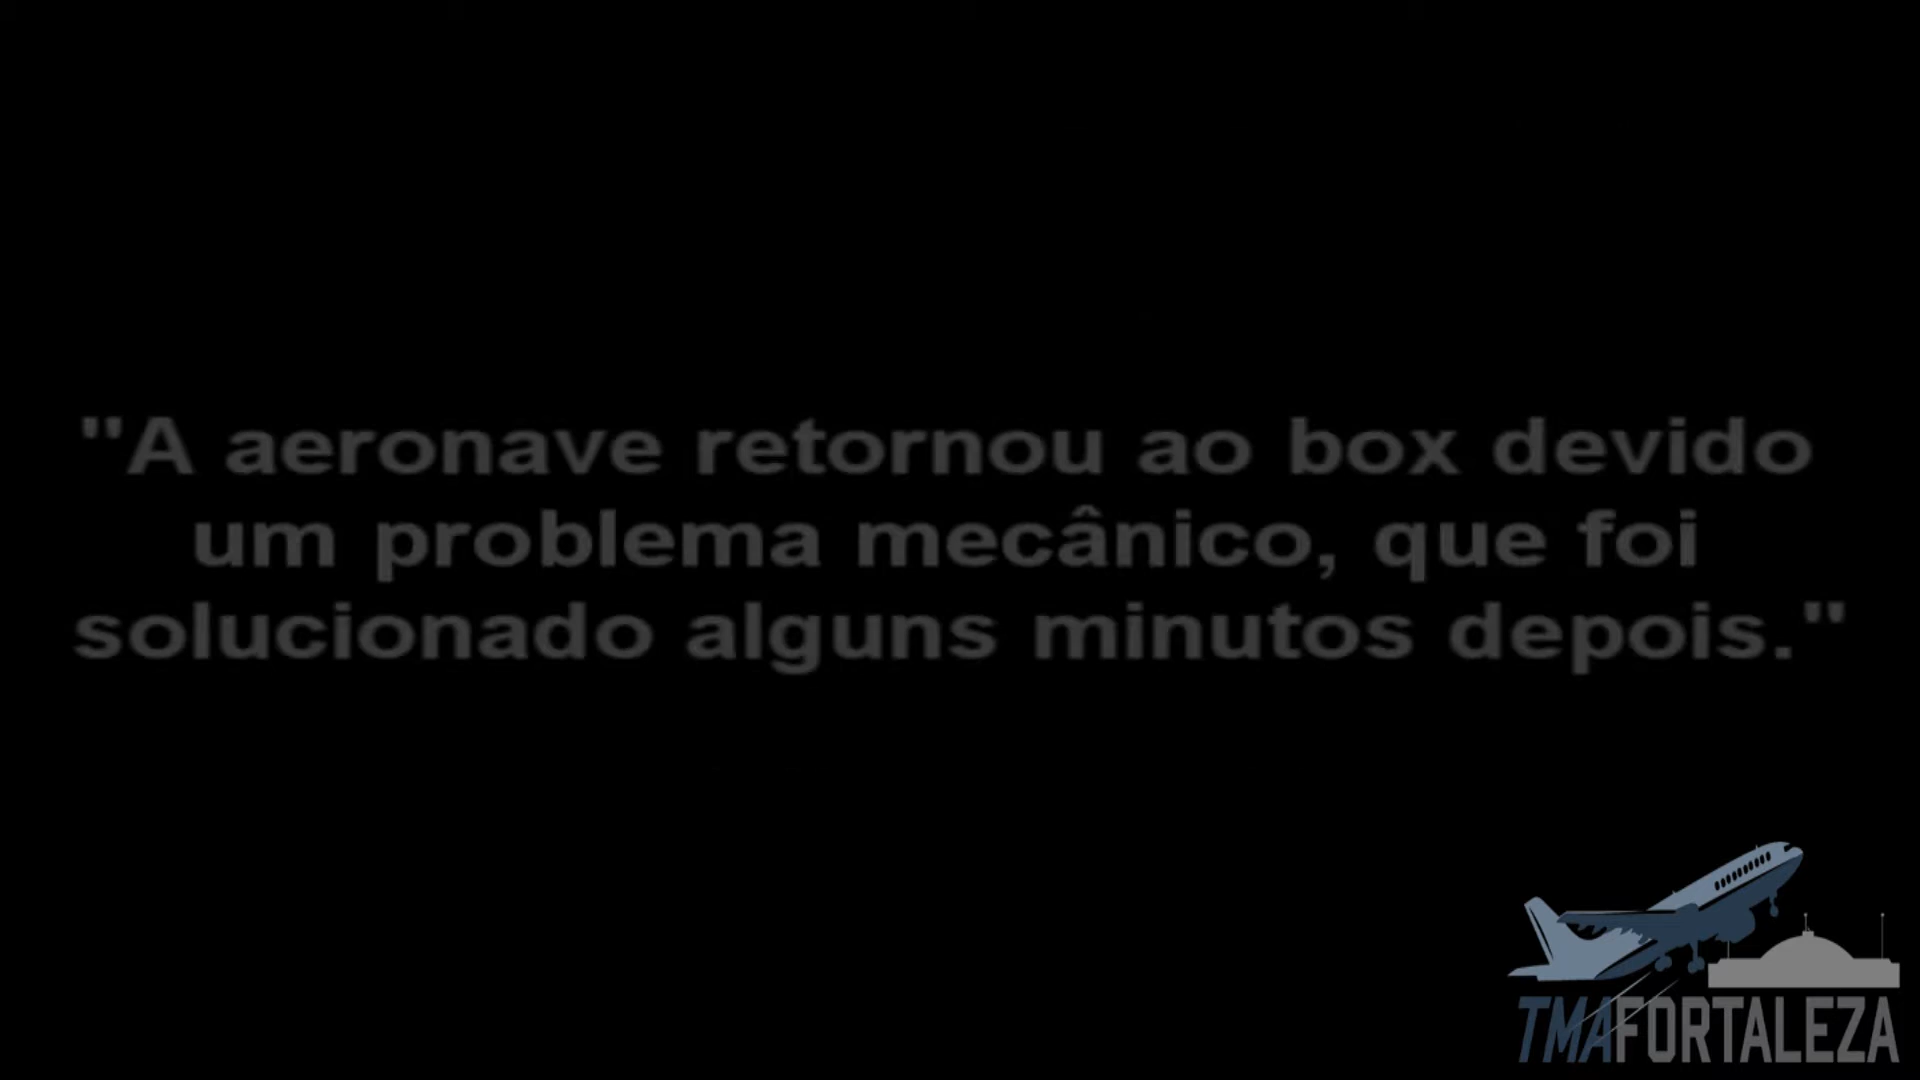 "A aeronave retornou ao box devido
um problema mecânico, que foi
solucionado alguns minutos depois."
TMAFORTALEZA